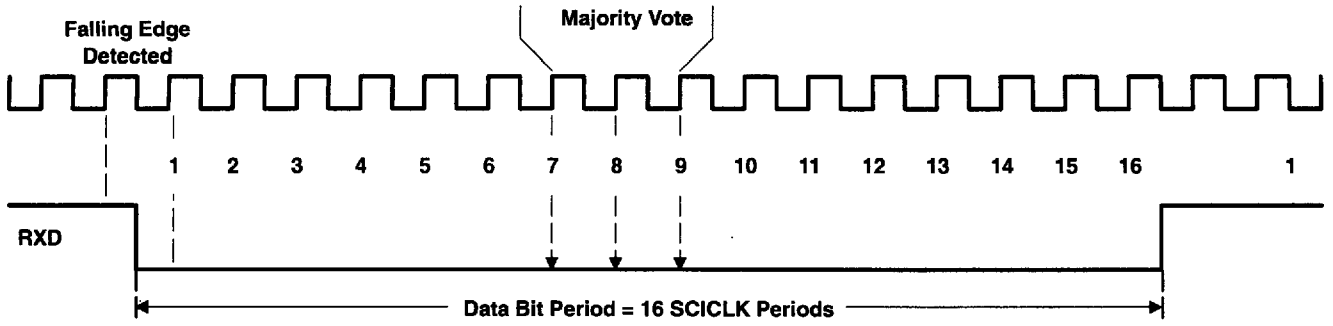 Falling Edge
Detected
Majority Vote
1 2 3 4 5 6 7 8 9 10 11 12 13 14 15 16 1
RXD
Data Bit Period = 16 SCICLK Periods